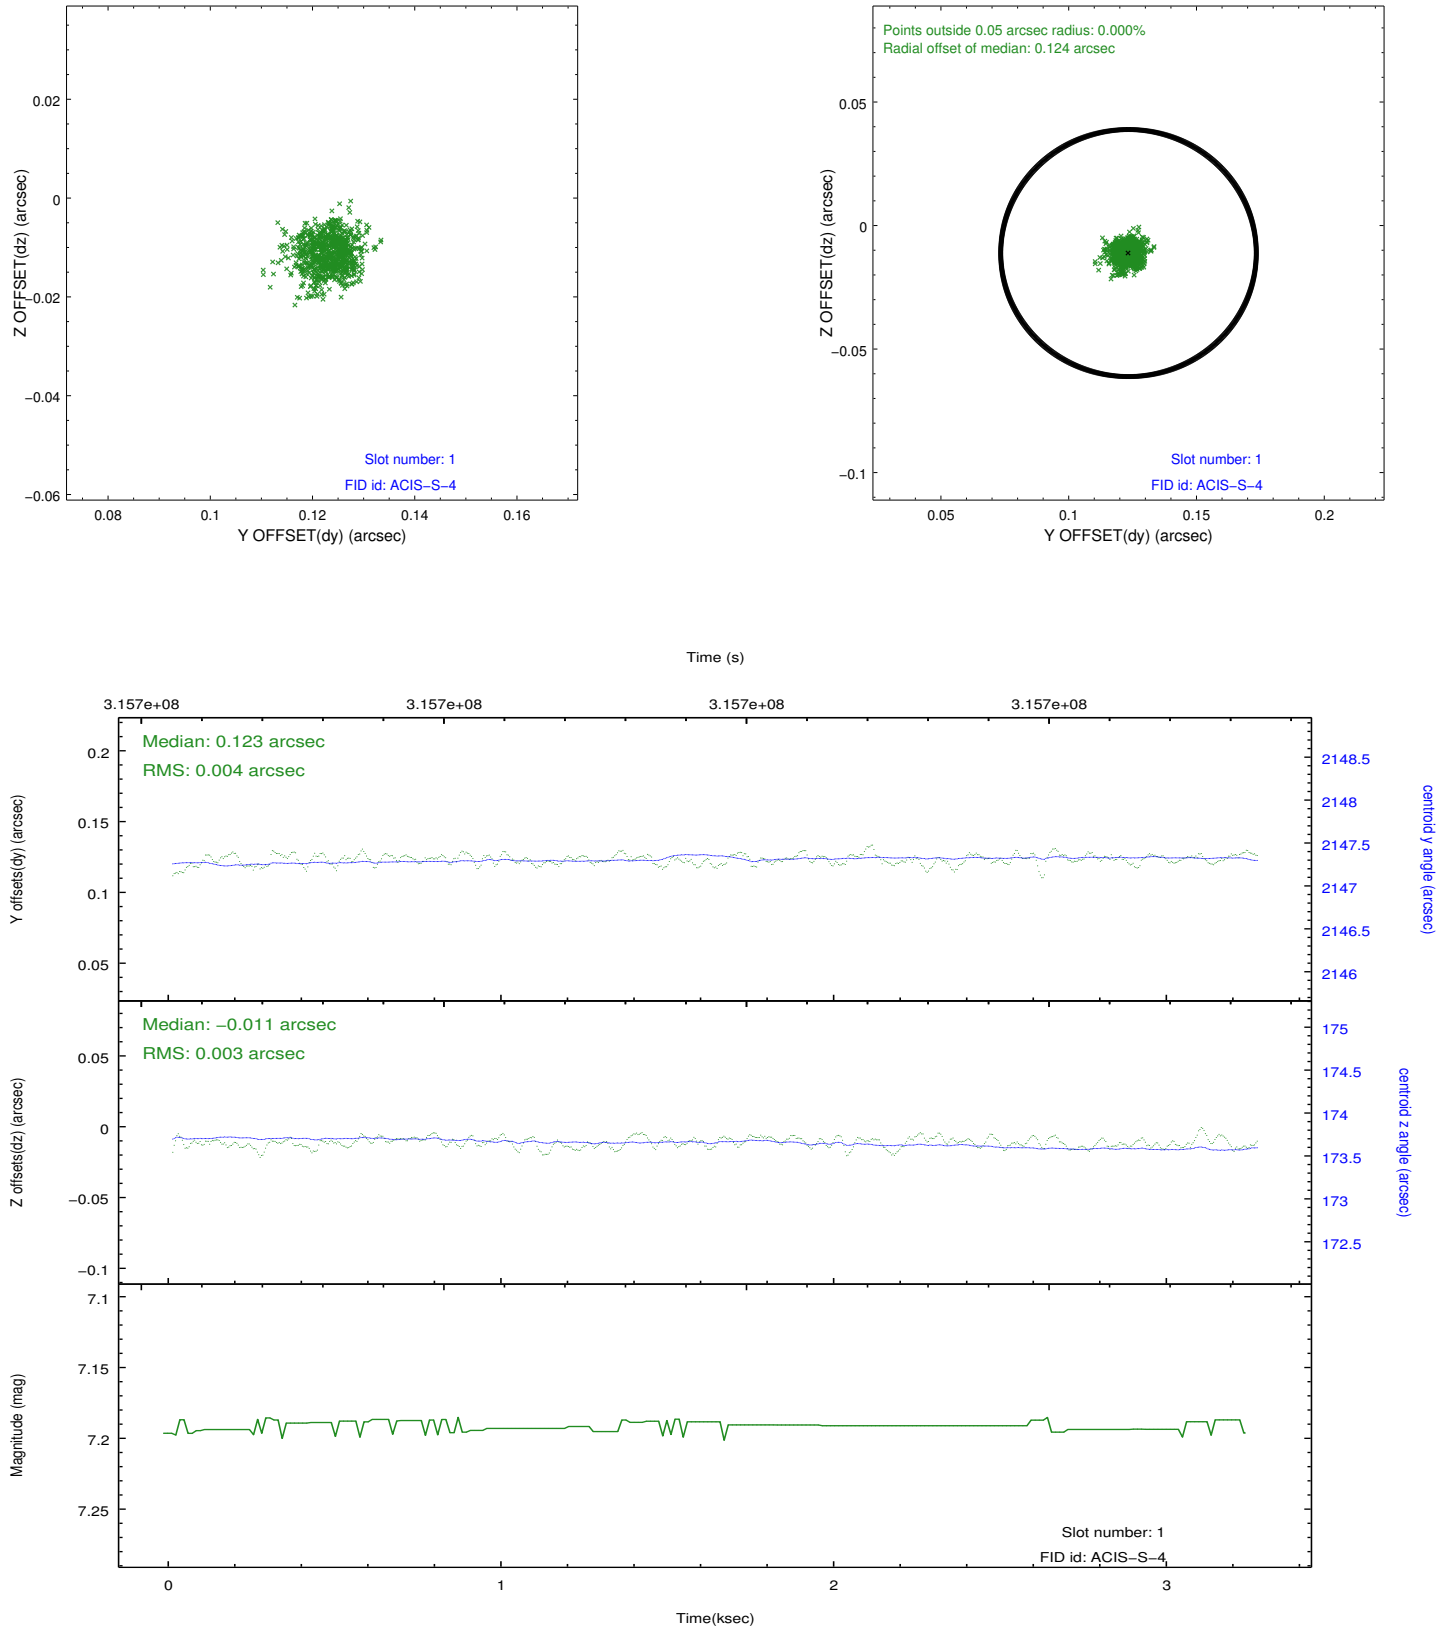 0.02
0
−0.02
−0.04
−0.06
Z OFFSET(dz) (arcsec)
Slot number: 1
FID id: ACIS−S−4
0.08 0.1 0.12 0.14 0.16
Y OFFSET(dy) (arcsec)
Points outside 0.05 arcsec radius: 0.000%
Radial offset of median: 0.124 arcsec
0.05
0
−0.05
−0.1
Z OFFSET(dz) (arcsec)
Slot number: 1
FID id: ACIS−S−4
0.05 0.1 0.15 0.2
Y OFFSET(dy) (arcsec)
Time (s)
3.157e+08 3.157e+08 3.157e+08 3.157e+08
Median: 0.123 arcsec
RMS: 0.004 arcsec
0.2
0.15
0.1
0.05
Y offsets(dy) (arcsec)
2148.5
2148
2147.5
2147
2146.5
2146
centroid y angle (arcsec)
Median: −0.011 arcsec
RMS: 0.003 arcsec
0.05
0
−0.05
−0.1
Z offsets(dz) (arcsec)
175
174.5
174
173.5
173
172.5
centroid z angle (arcsec)
7.1
7.15
7.2
7.25
Magnitude (mag)
Slot number: 1
FID id: ACIS−S−4
0 1 2 3
Time(ksec)